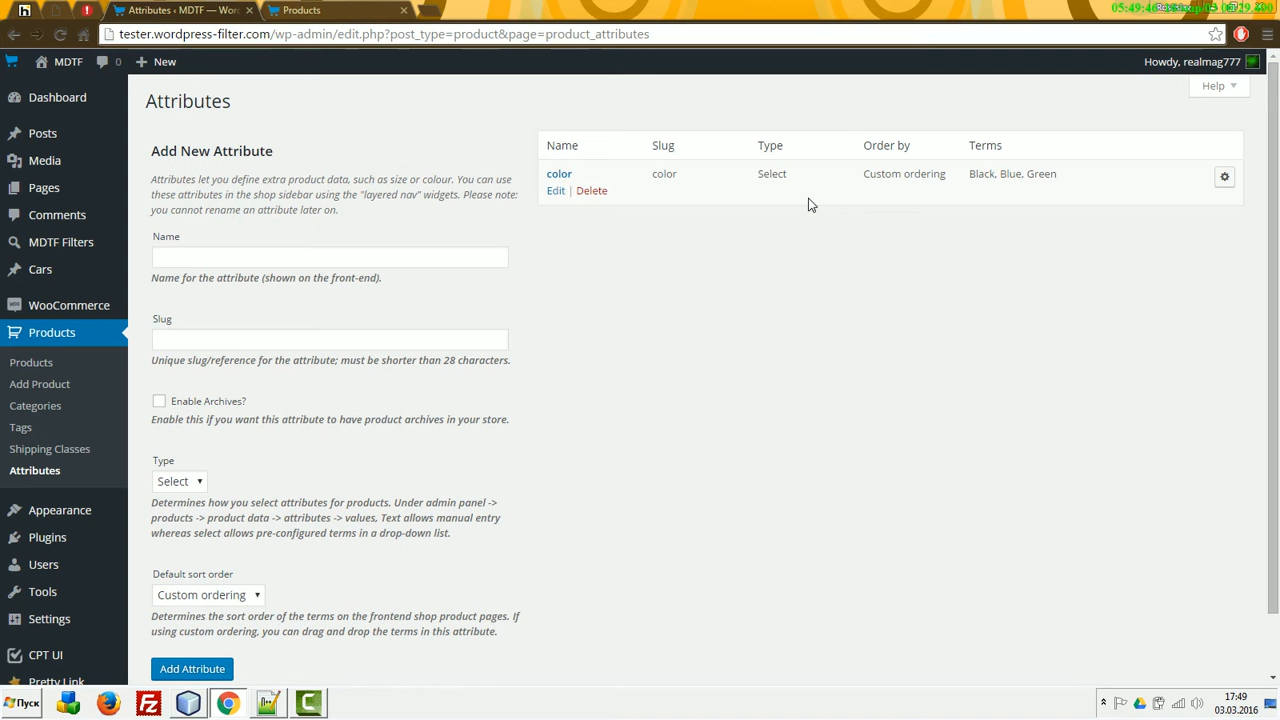 Attributes ‹ MDTF — Wor
Products
tester.wordpress-filter.com/wp-admin/edit.php?post_type=product&page=product_attributes
MDTF
0
New
Howdy, realmag777
Help
Dashboard
Posts
Media
Pages
Comments
MDTF Filters
Cars
WooCommerce
Products
Products
Add Product
Categories
Tags
Shipping Classes
Attributes
Appearance
Plugins
Users
Tools
Settings
CPT UI
Pretty Link
Attributes
Add New Attribute
Attributes let you define extra product data, such as size or colour. You can use
these attributes in the shop sidebar using the "layered nav" widgets. Please note:
you cannot rename an attribute later on.
Name
Name for the attribute (shown on the front-end).
Slug
Unique slug/reference for the attribute; must be shorter than 28 characters.
Enable Archives?
Enable this if you want this attribute to have product archives in your store.
Type
Select
Determines how you select attributes for products. Under admin panel ->
products -> product data -> attributes -> values, Text allows manual entry
whereas select allows pre-configured terms in a drop-down list.
Default sort order
Custom ordering
Determines the sort order of the terms on the frontend shop product pages. If
using custom ordering, you can drag and drop the terms in this attribute.
Add Attribute
Name Slug Type Order by Terms
color color Select Custom ordering Black, Blue, Green
Edit | Delete
Пуск
17:49
03.03.2016